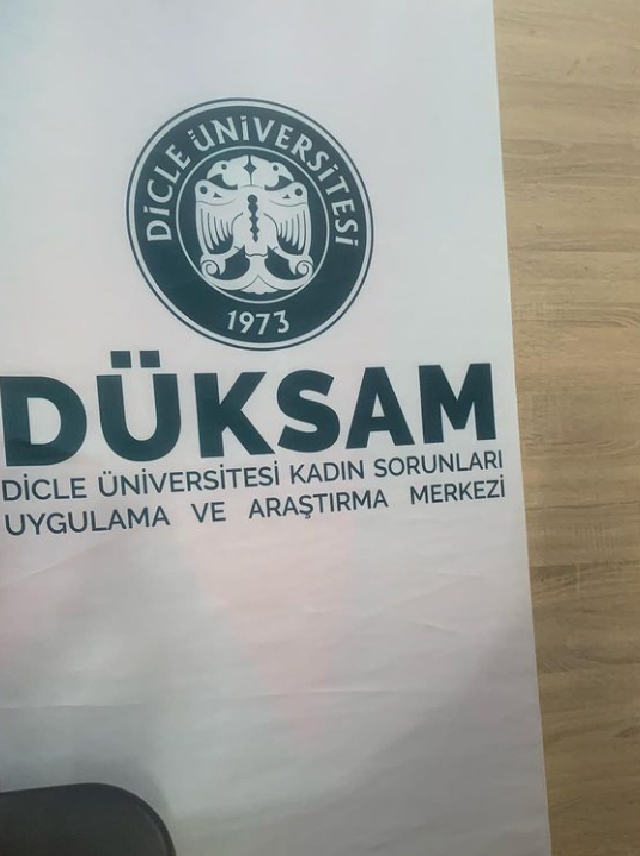 DİCLE ÜNİVERSİTESİ
1973
DÜKSAM
DİCLE ÜNİVERSİTESİ KADIN SORUNLARI
UYGULAMA VE ARAŞTIRMA MERKEZİ